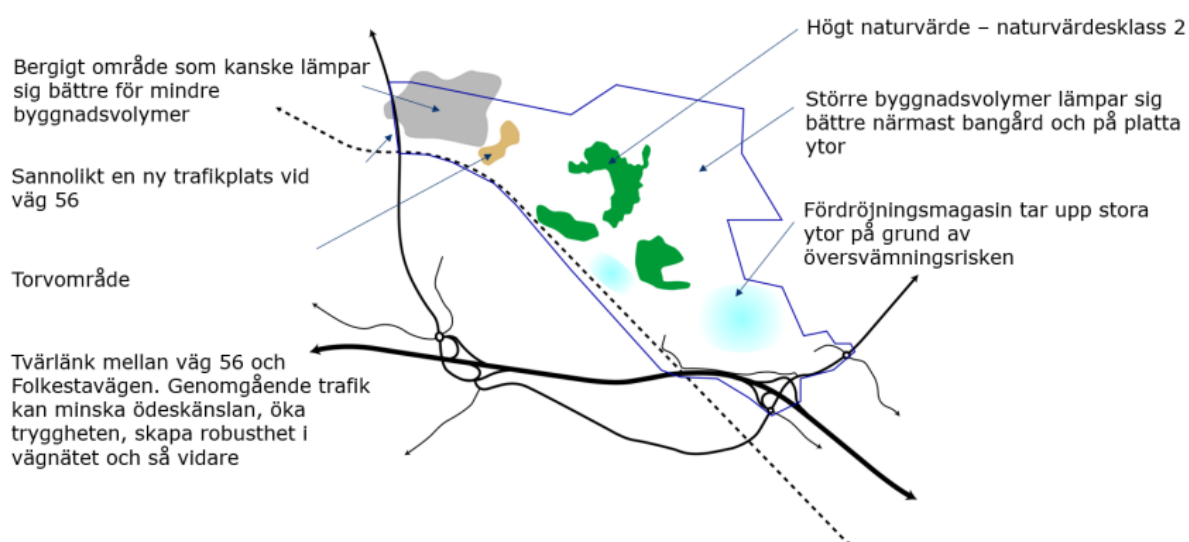 Bergigt område som kanske lämpar
sig bättre för mindre
byggnadsvolymer
Sannolikt en ny trafikplats vid
väg 56
Torvområde
Tvärlänk mellan väg 56 och
Folkestavägen. Genomgående trafik
kan minska ödeskänslan, öka
tryggheten, skapa robusthet i
vägnätet och så vidare
Högt naturvärde – naturvärdesklass 2
Större byggnadsvolymer lämpar sig
bättre närmast bangård och på platta
ytor
Fördröjningsmagasin tar upp stora
ytor på grund av
översvämningsrisken